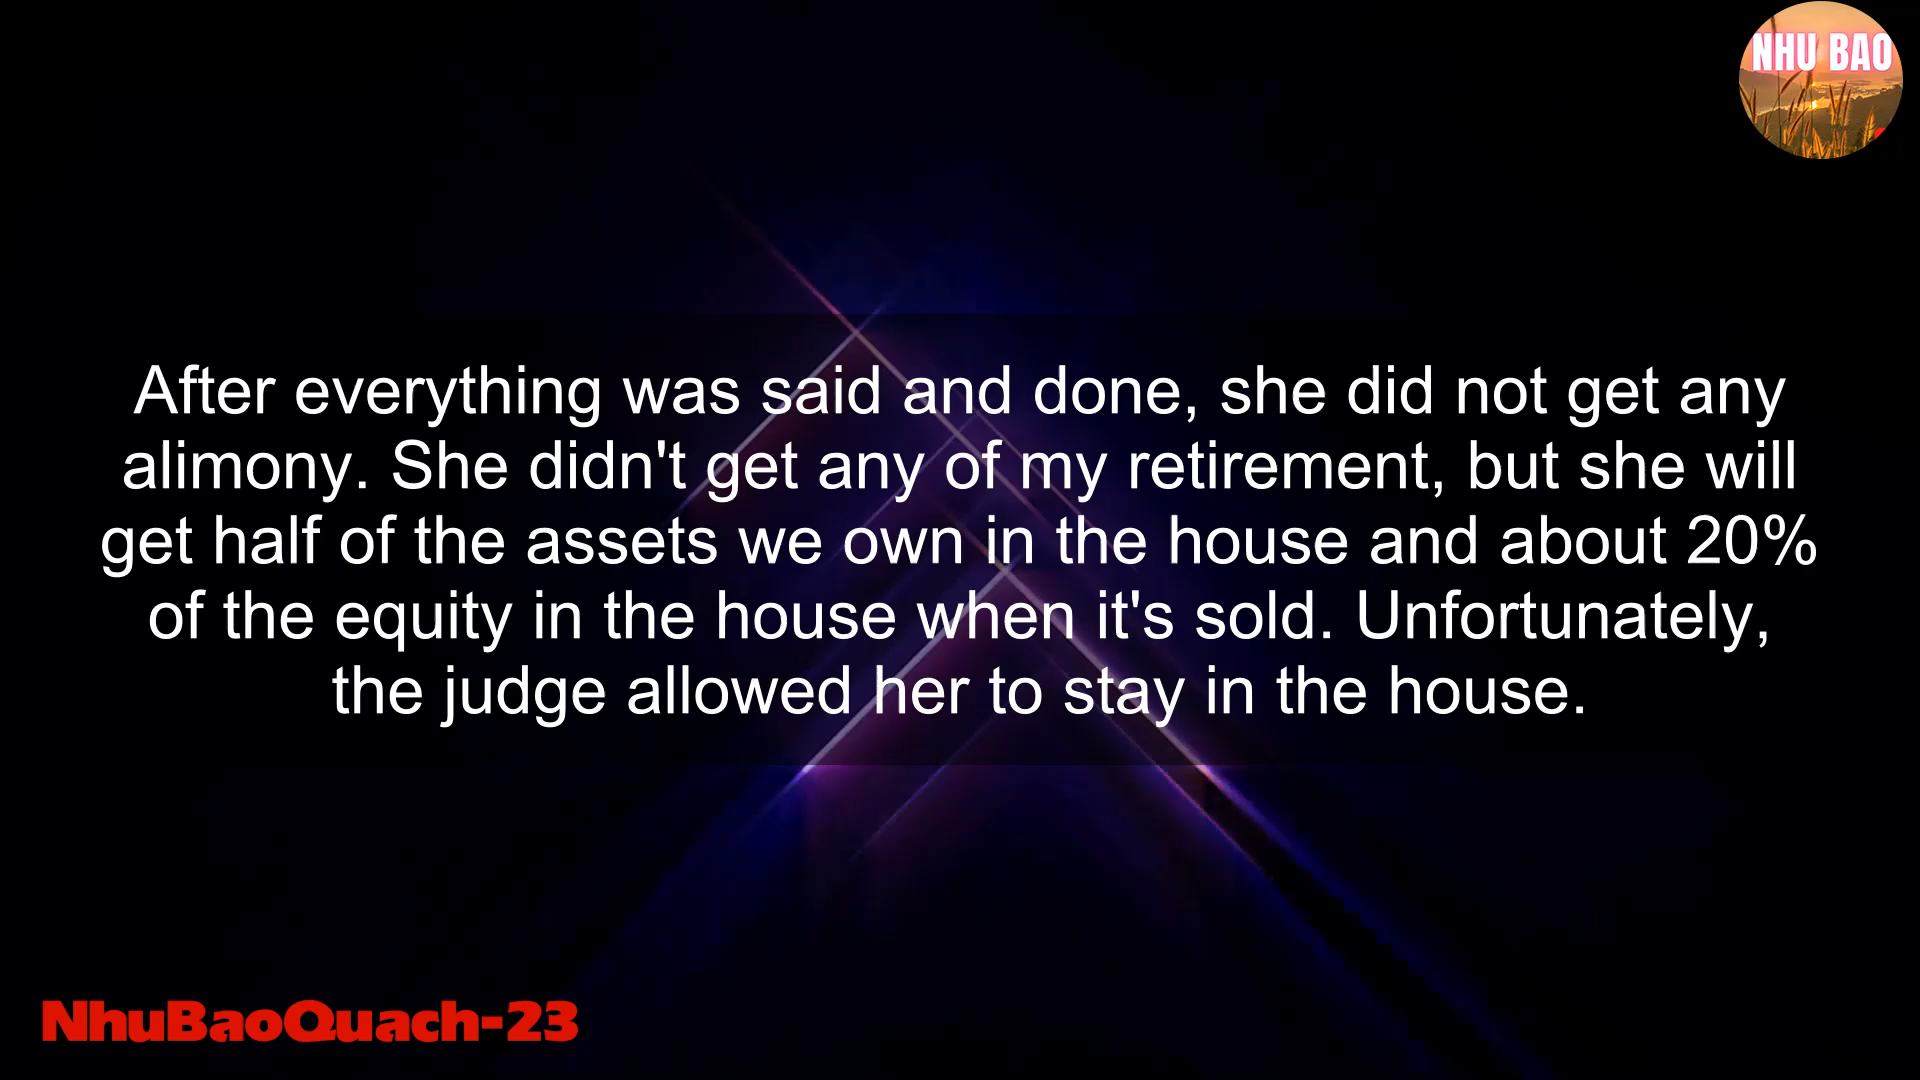 NHU BAO
After everything was said and done, she did not get any
alimony. She didn't get any of my retirement, but she will
get half of the assets we own in the house and about 20%
of the equity in the house when it's sold. Unfortunately,
the judge allowed her to stay in the house.
NhuBaoQuach-23